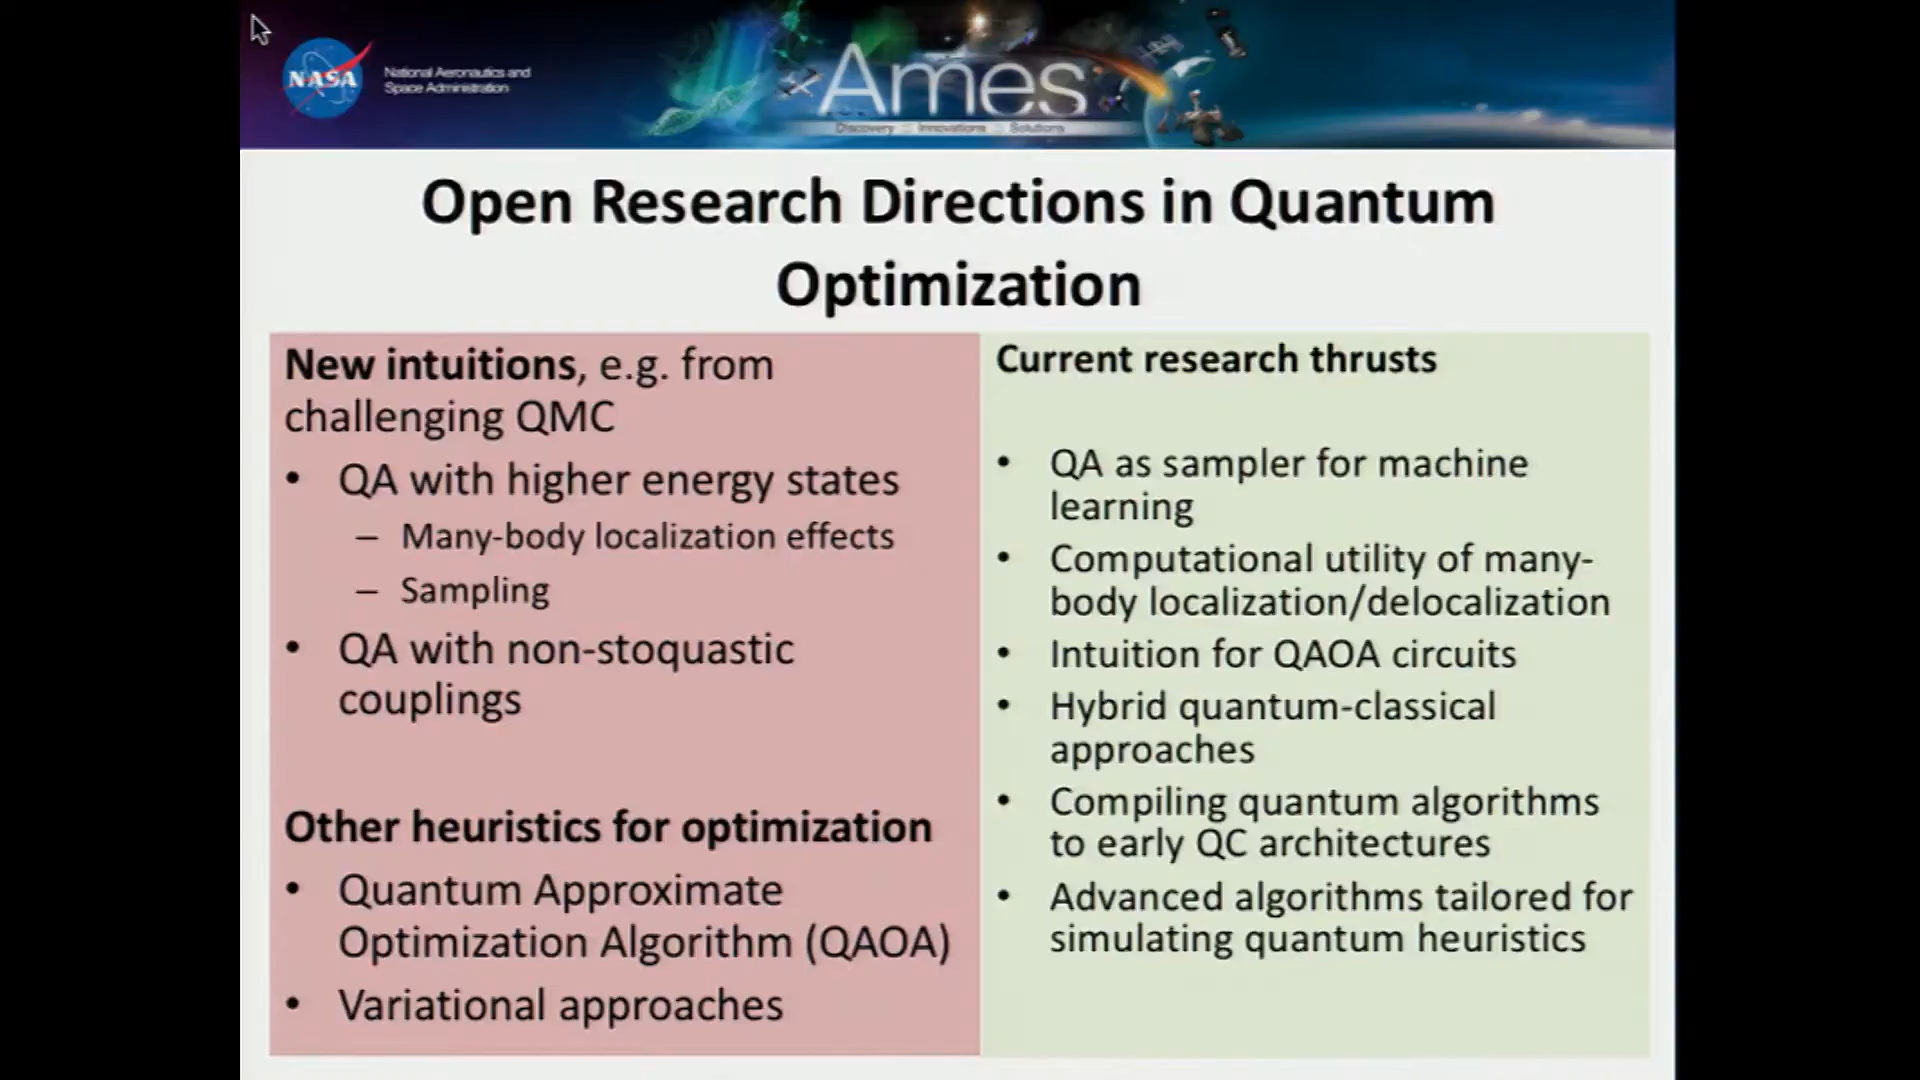 NASA
National Aeronautics and
Space Administration
Ames
Discovery :: Innovations :: Solutions
Open Research Directions in Quantum
Optimization
New intuitions, e.g. from
challenging QMC
• QA with higher energy states
– Many-body localization effects
– Sampling
• QA with non-stoquastic
couplings
Other heuristics for optimization
• Quantum Approximate
Optimization Algorithm (QAOA)
• Variational approaches
Current research thrusts
• QA as sampler for machine
learning
• Computational utility of many-
body localization/delocalization
• Intuition for QAOA circuits
• Hybrid quantum-classical
approaches
• Compiling quantum algorithms
to early QC architectures
• Advanced algorithms tailored for
simulating quantum heuristics